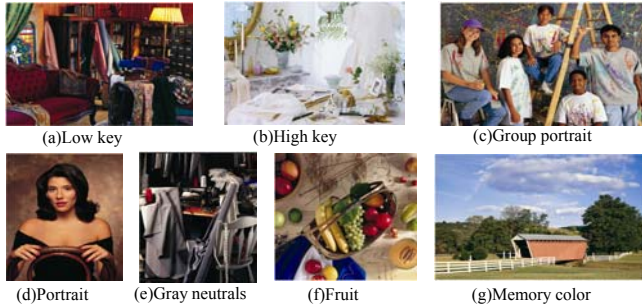 (a)Low key
(b)High key
(c)Group portrait
(d)Portrait
(e)Gray neutrals
(f)Fruit
(g)Memory color